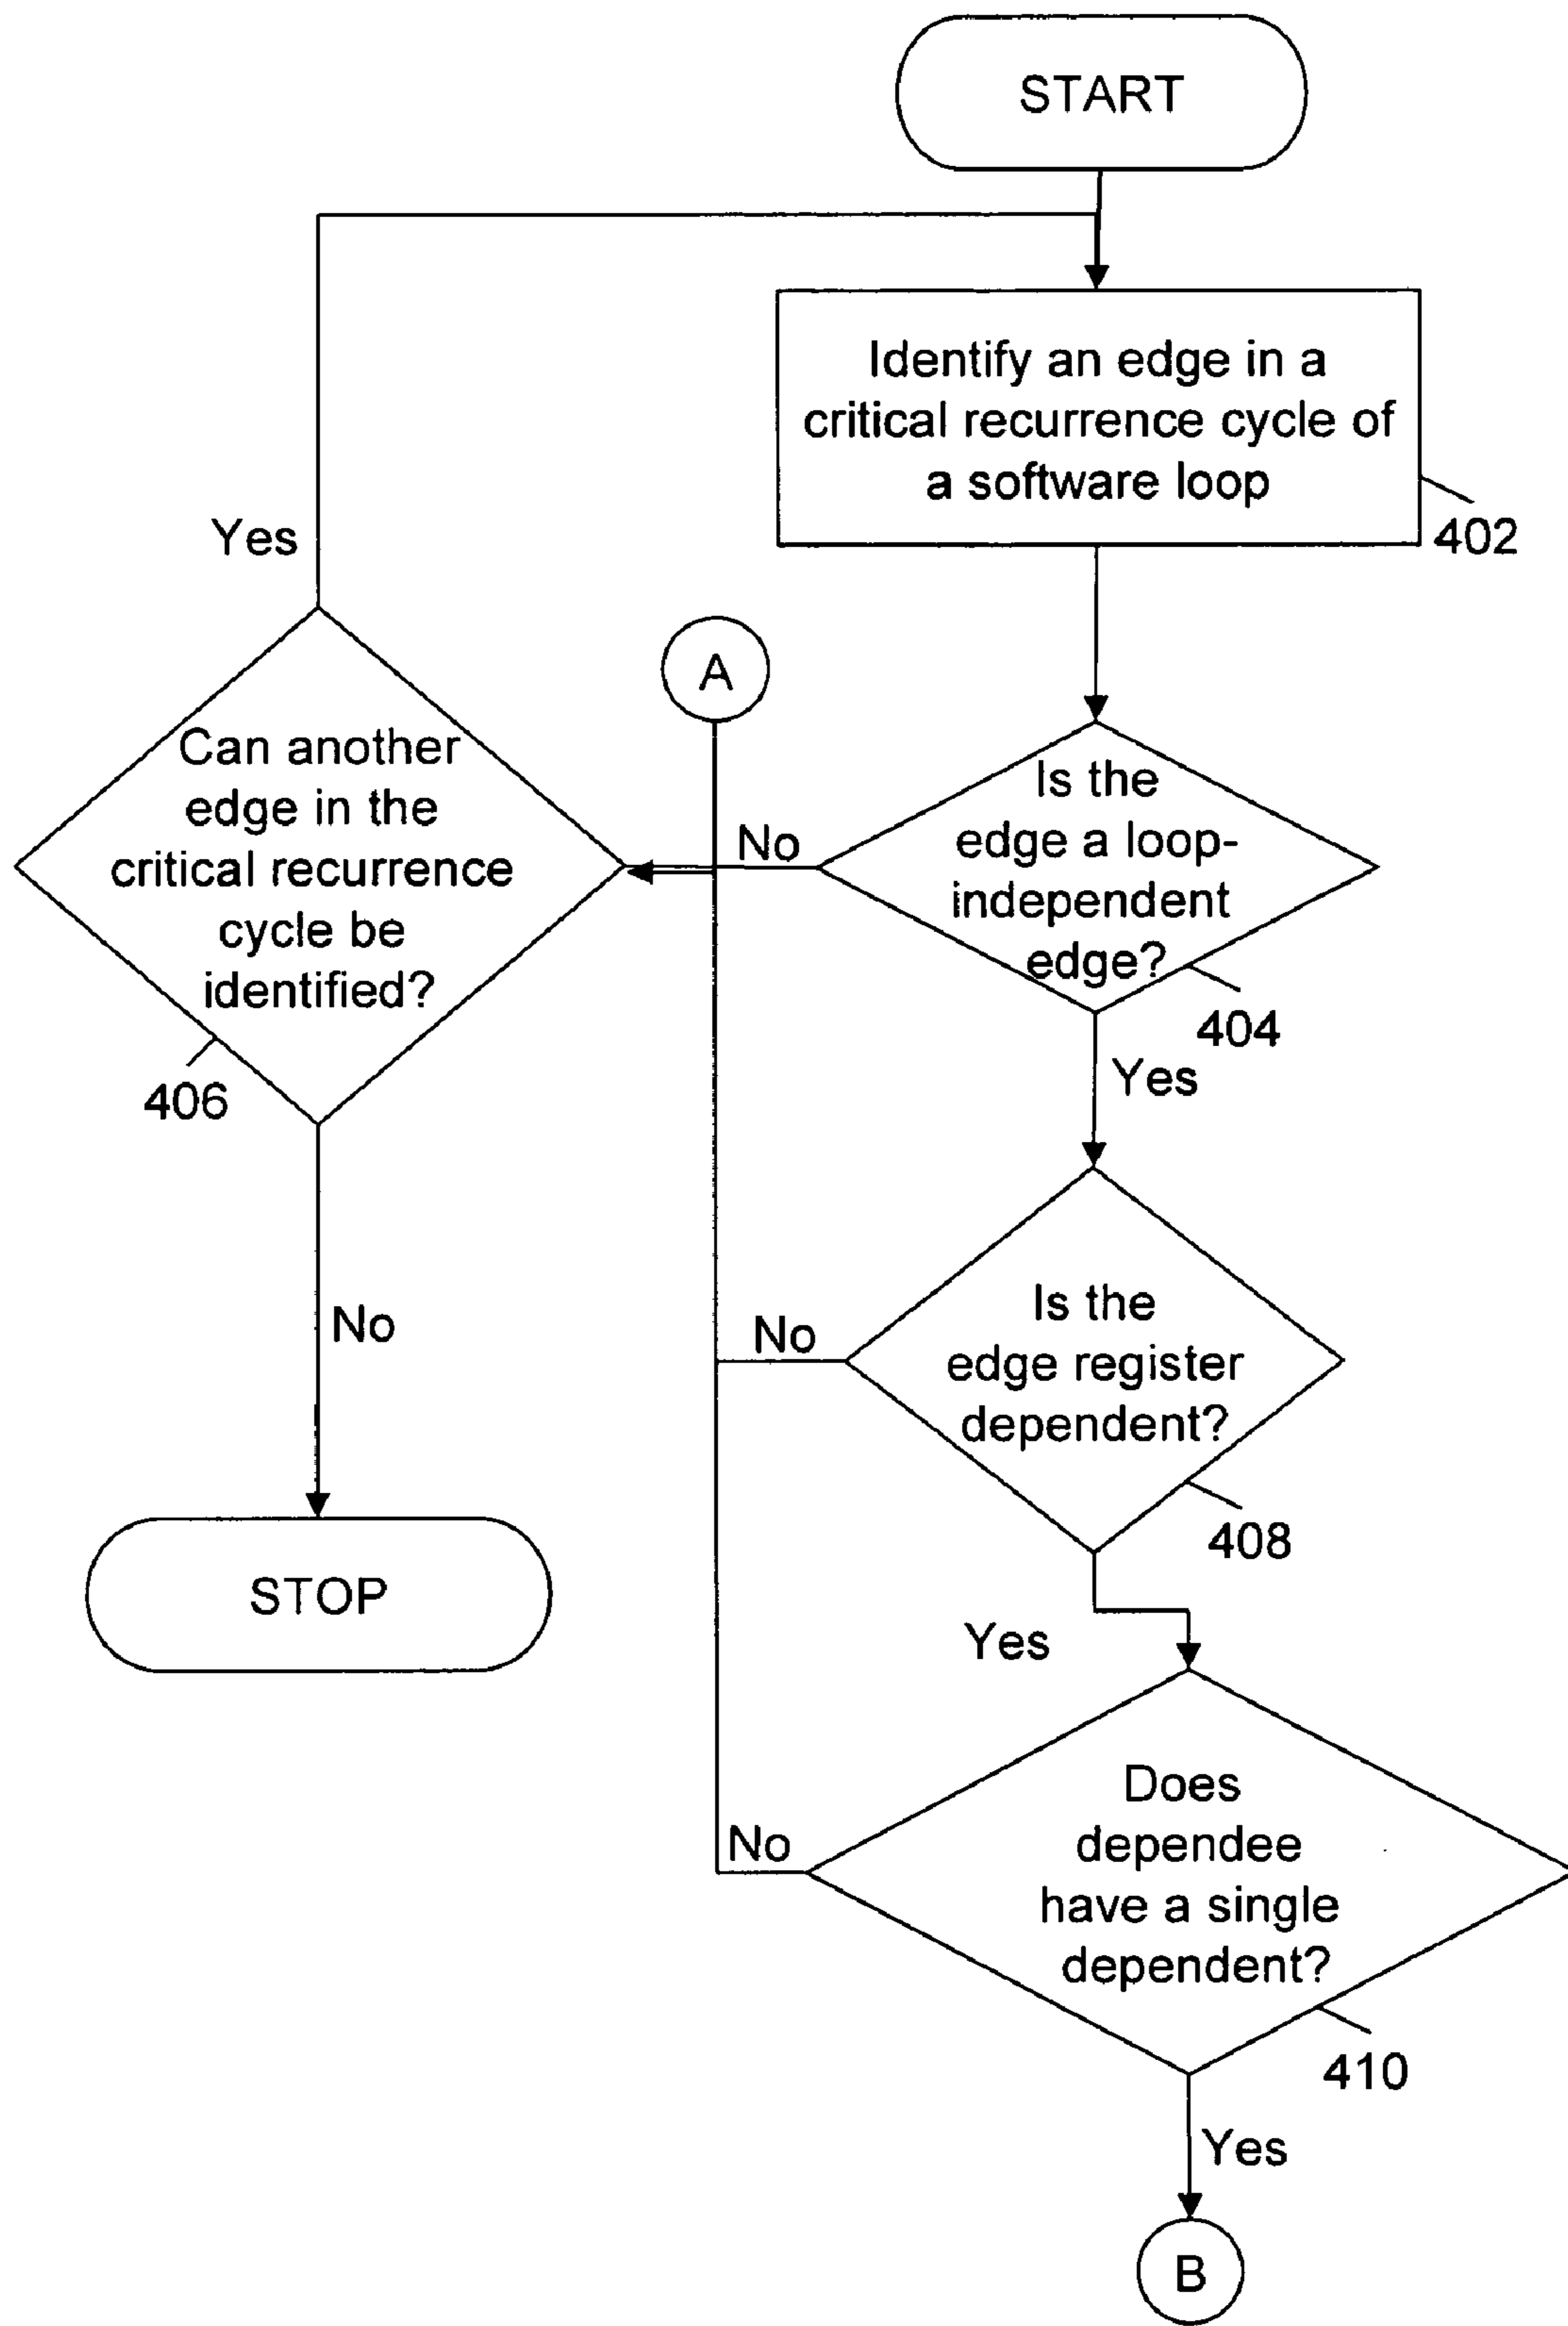 START
Identify an edge in a
critical recurrence cycle of
a software loop
402
Yes
A
Can another
edge in the
critical recurrence
cycle be
identified?
406
No
Is the
edge a loop-
independent
edge?
404
Yes
No
Is the
edge register
dependent?
408
No
STOP
Yes
Does
dependee
have a single
dependent?
410
No
Yes
B